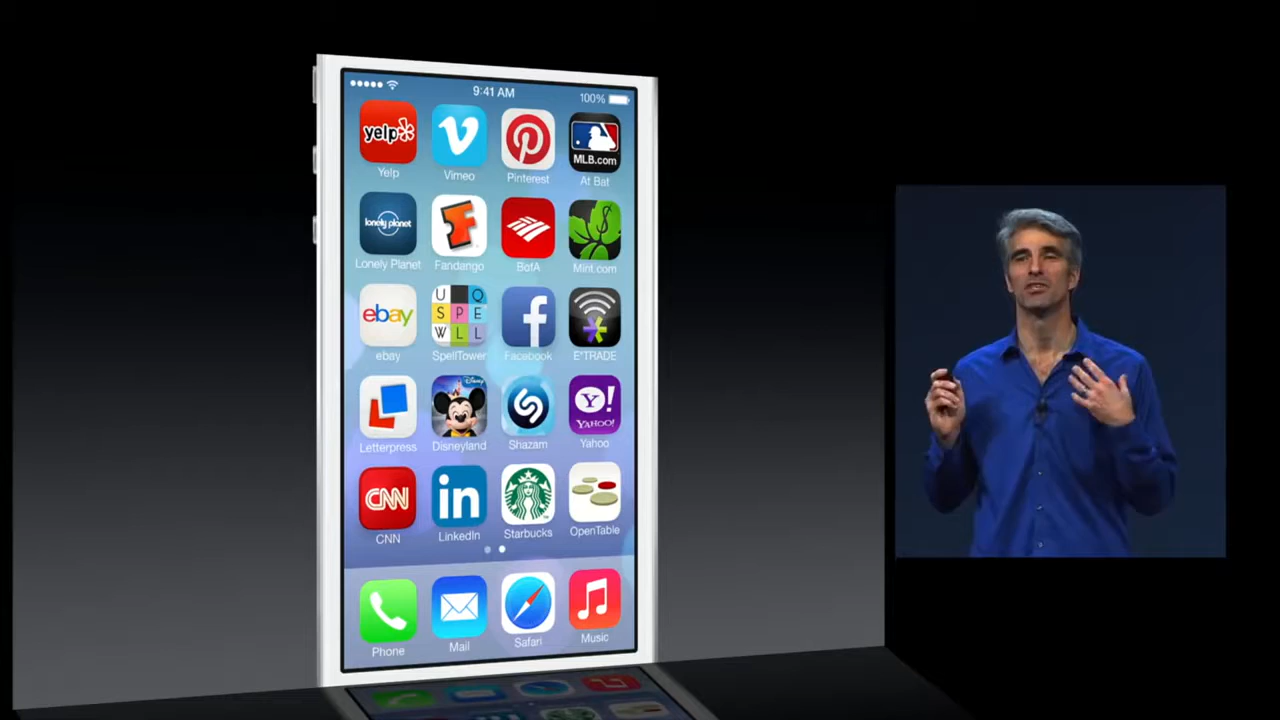 9:41 AM 100%
yelp
Yelp
Vimeo
Pinterest
MLB.com
At Bat
lonely planet
Lonely Planet
Fandango
BofA
Mint.com
ebay
ebay
U Q
S P E
W L L
SpellTower
Facebook
E*TRADE
Letterpress
Disney
Disneyland
Shazam
Y!
YAHOO!
Yahoo
CNN
CNN
in
LinkedIn
Starbucks
OpenTable
Phone
Mail
Safari
Music